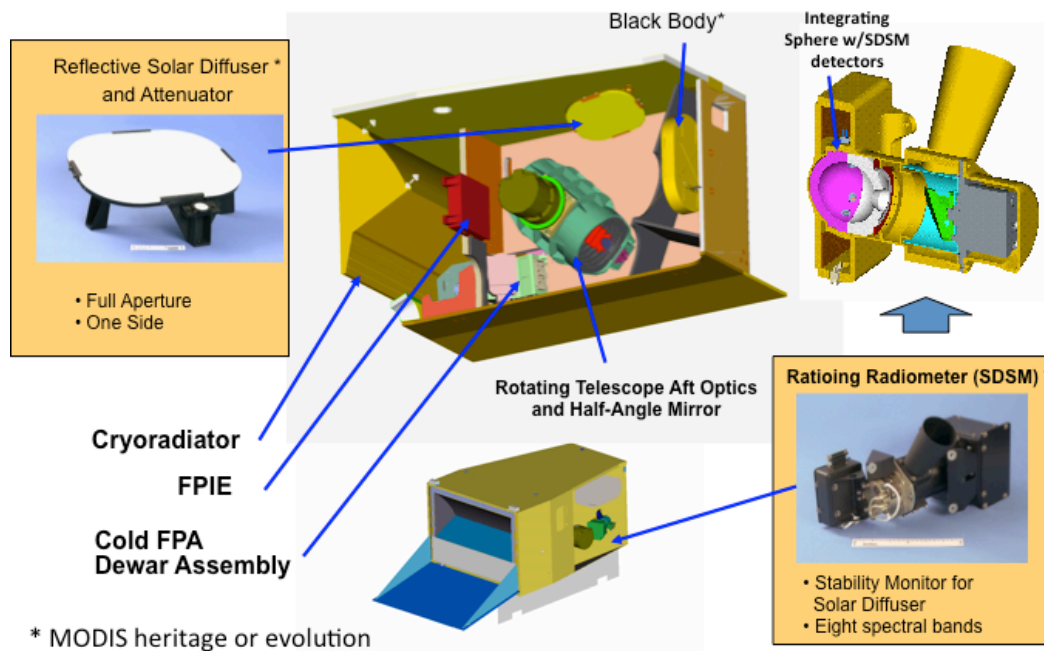 Reflective Solar Diffuser *
and Attenuator
• Full Aperture
• One Side
Black Body*
Integrating
Sphere w/SDSM
detectors
Rotating Telescope Aft Optics
and Half-Angle Mirror
Cryoradiator
FPIE
Cold FPA
Dewar Assembly
Ratioing Radiometer (SDSM)
• Stability Monitor for
Solar Diffuser
• Eight spectral bands
* MODIS heritage or evolution